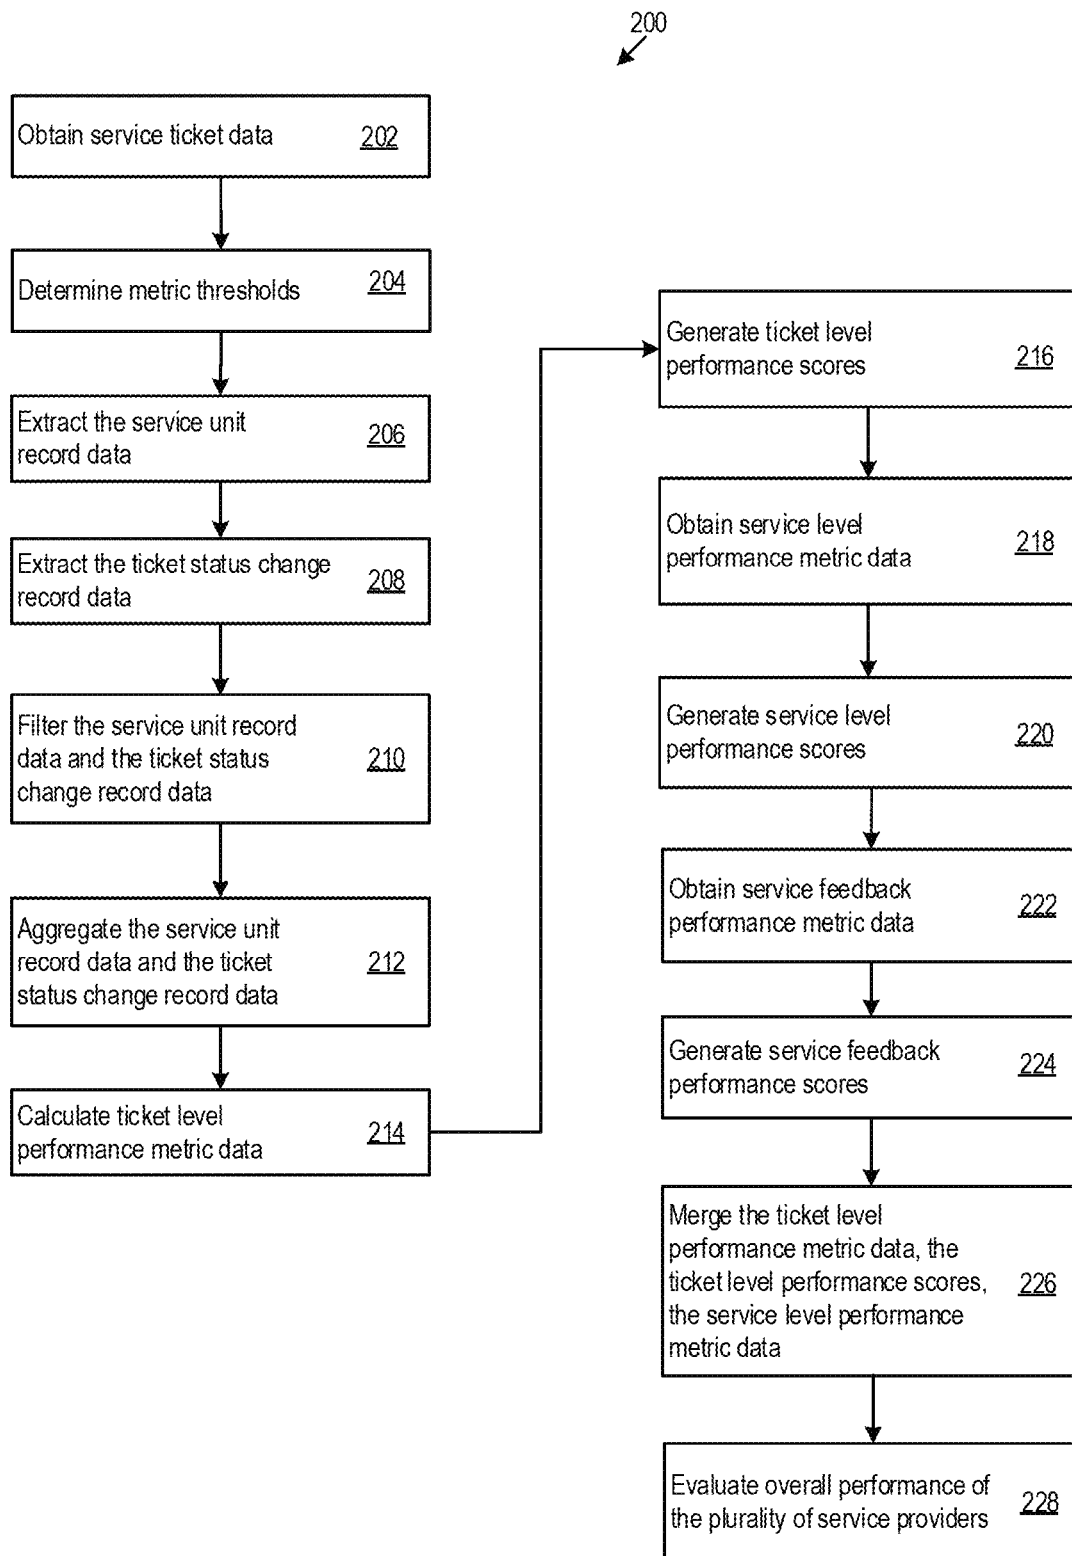 200
Obtain service ticket data 202
Determine metric thresholds 204
Extract the service unit
record data 206
Extract the ticket status change
record data 208
Filter the service unit record
data and the ticket status 210
change record data
Aggregate the service unit
record data and the ticket 212
status change record data
Calculate ticket level
performance metric data 214
Generate ticket level
performance scores 216
Obtain service level
performance metric data 218
Generate service level
performance scores 220
Obtain service feedback
performance metric data 222
Generate service feedback
performance scores 224
Merge the ticket level
performance metric data, the
ticket level performance scores, 226
the service level performance
metric data
Evaluate overall performance of
the plurality of service providers 228